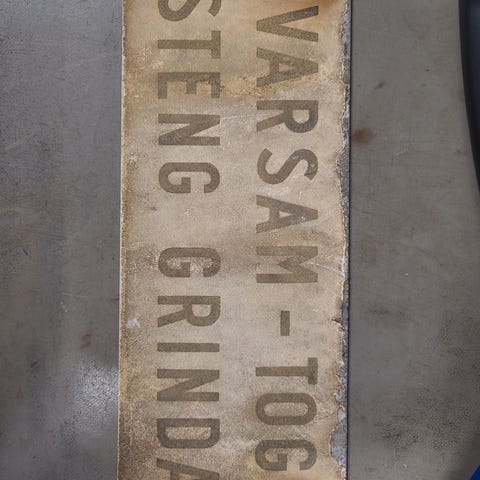 VARSAM - TOG
STENG GRINDA